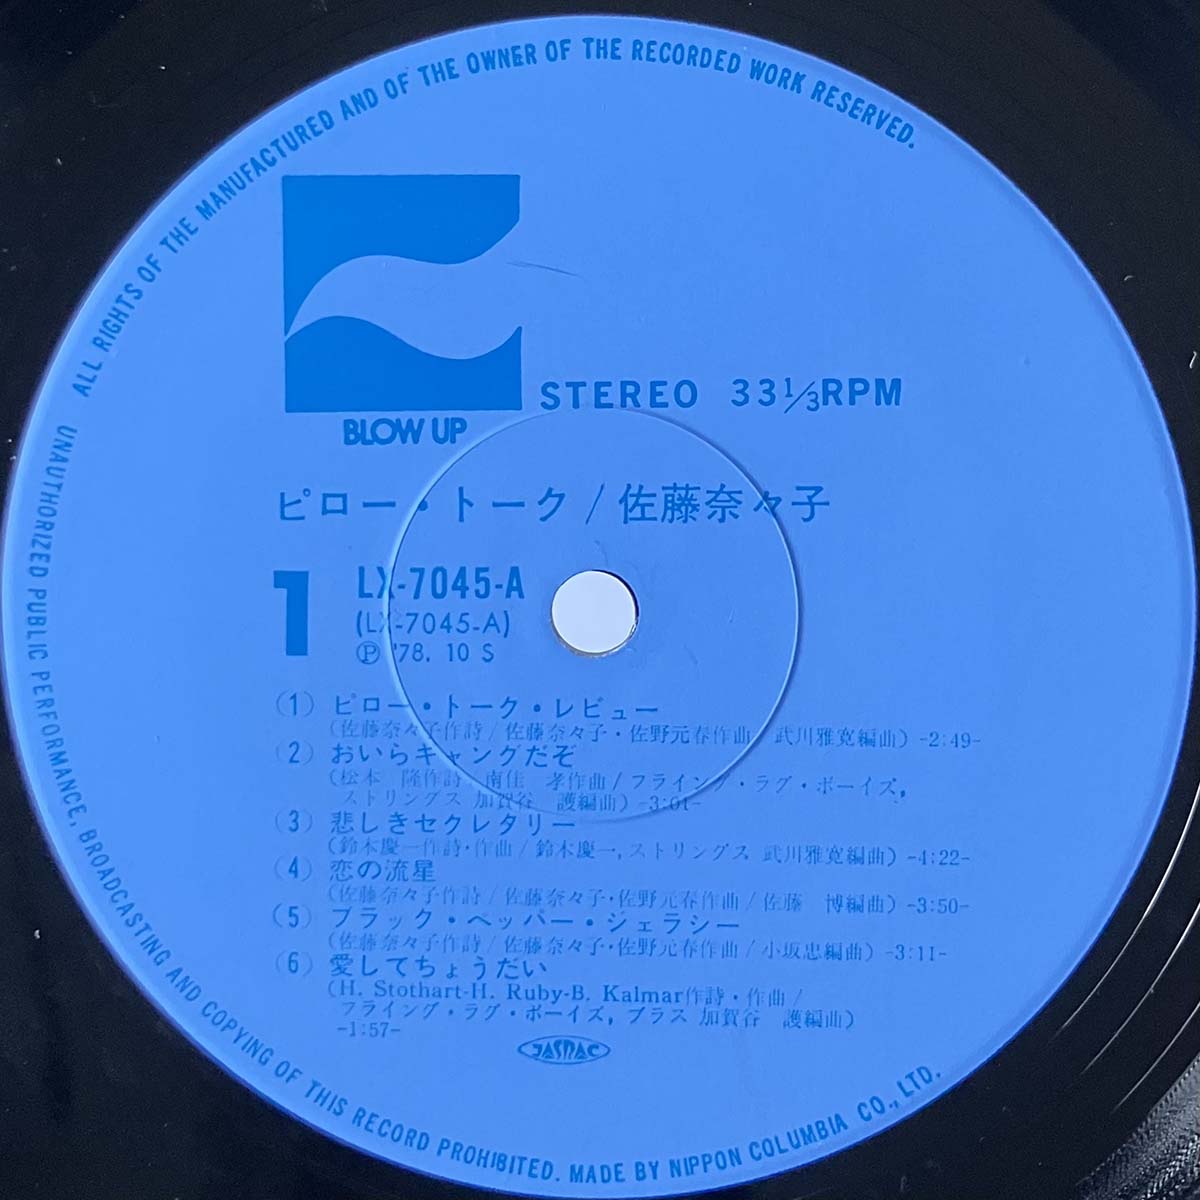 ALL RIGHTS OF THE MANUFACTURED AND OF THE OWNER OF THE RECORDED WORK RESERVED.
BLOW UP
STEREO 33⅓RPM
ピロー・トーク/佐藤奈々子
1
LX-7045-A
(LX-7045-A)
Ⓟ '78. 10 S
(1) ピロー・トーク・レビュー
(佐藤奈々子作詩/佐藤奈々子・佐野元春作曲/武川雅寛編曲) -2:49-
(2) おいらギャングだぞ
(松本 隆作詩/南佳 孝作曲/フライング・ラグ・ボーイズ,
ストリングス 加賀谷 護編曲) -3:01-
(3) 悲しきセクレタリー
(鈴木慶一作詩・作曲/鈴木慶一,ストリングス 武川雅寛編曲) -4:22-
(4) 恋の流星
(佐藤奈々子作詩/佐藤奈々子・佐野元春作曲/佐藤 博編曲) -3:50-
(5) ブラック・ペッパー・ジェラシー
(佐藤奈々子作詩/佐藤奈々子・佐野元春作曲/小坂忠編曲) -3:11-
(6) 愛してちょうだい
(H. Stothart-H. Ruby-B. Kalmar作詩・作曲/
フライング・ラグ・ボーイズ, ブラス 加賀谷 護編曲)
-1:57-
JASRAC
UNAUTHORIZED PUBLIC PERFORMANCE, BROADCASTING AND COPYING OF THIS RECORD PROHIBITED. MADE BY NIPPON COLUMBIA CO., LTD.